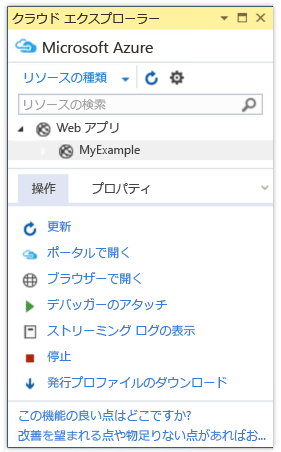 クラウド エクスプローラー
Microsoft Azure
リソースの種類
リソースの検索
Web アプリ
MyExample
操作 プロパティ
更新
ポータルで開く
ブラウザーで開く
デバッガーのアタッチ
ストリーミング ログの表示
停止
発行プロファイルのダウンロード
この機能の良い点はどこですか?
改善を望まれる点や物足りない点があればお...